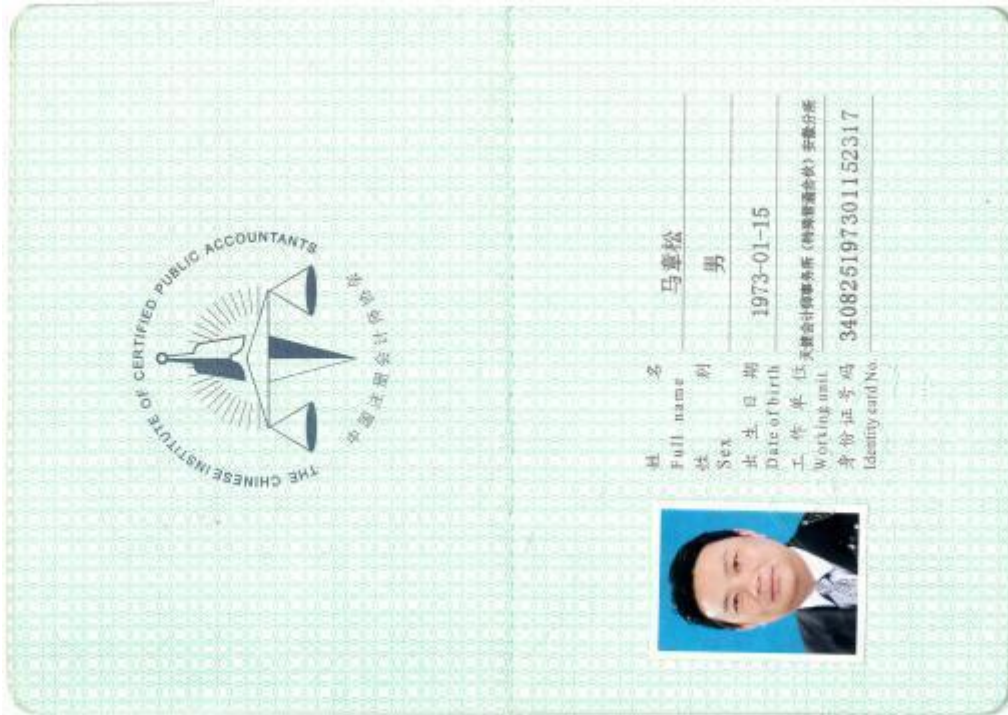 THE CHINESE INSTITUTE OF CERTIFIED PUBLIC ACCOUNTANTS
中国注册会计师协会
姓 名 马章松
Full name
性 别 男
Sex
出 生 日 期 1973-01-15
Date of birth
工 作 单 位 天健会计师事务所（特殊普通合伙）安徽分所
Working unit
身份证号码 340825197301152317
Identity card No.